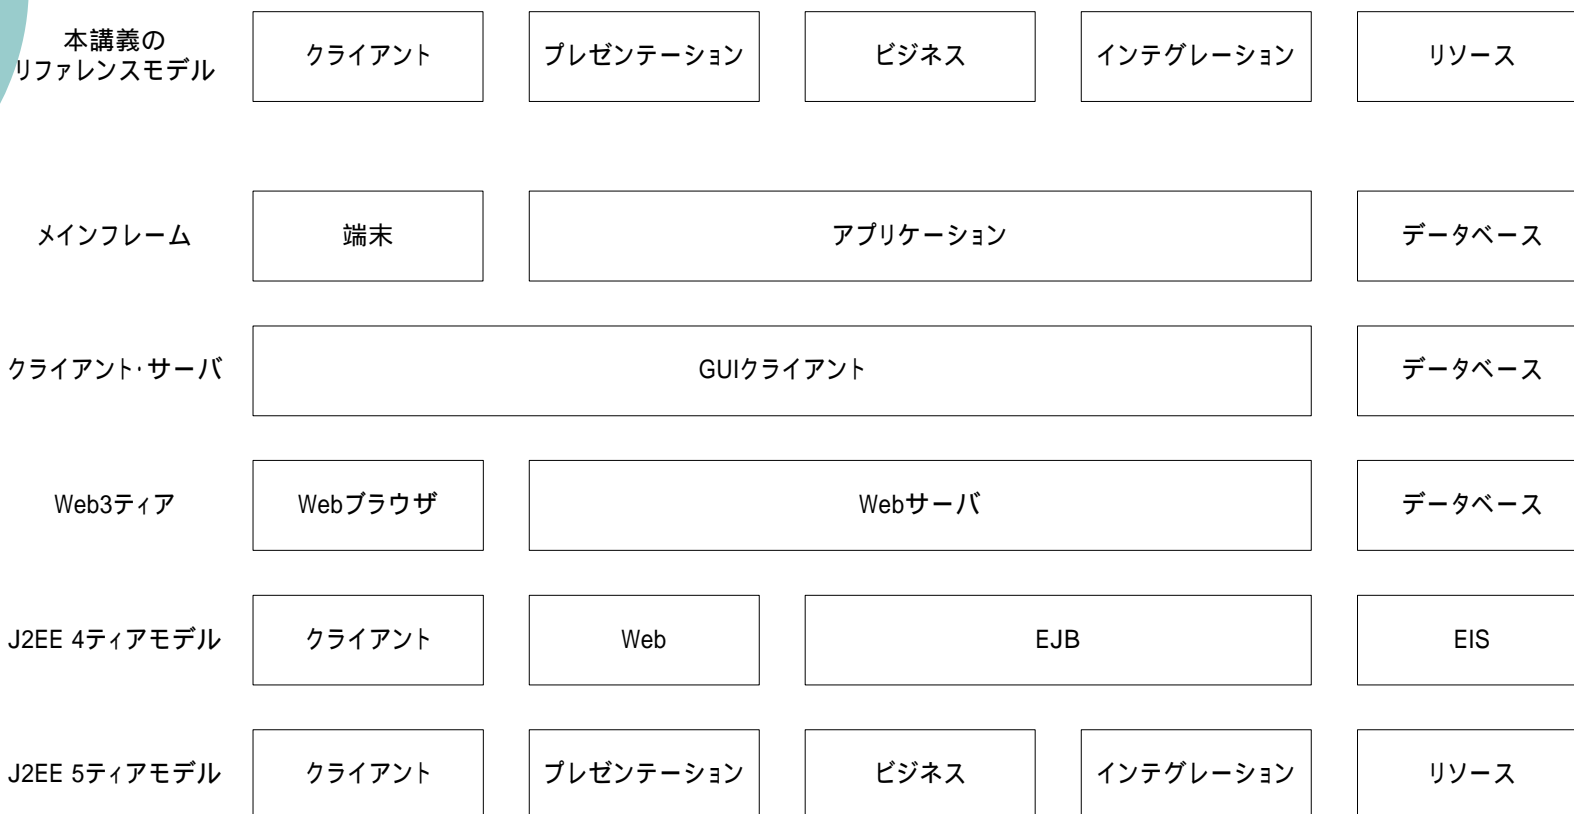 本講義の
リファレンスモデル
クライアント
プレゼンテーション
ビジネス
インテグレーション
リソース
メインフレーム
端末
アプリケーション
データベース
クライアント・サーバ
GUIクライアント
データベース
Web3ティア
Webブラウザ
Webサーバ
データベース
J2EE 4ティアモデル
クライアント
Web
EJB
EIS
J2EE 5ティアモデル
クライアント
プレゼンテーション
ビジネス
インテグレーション
リソース